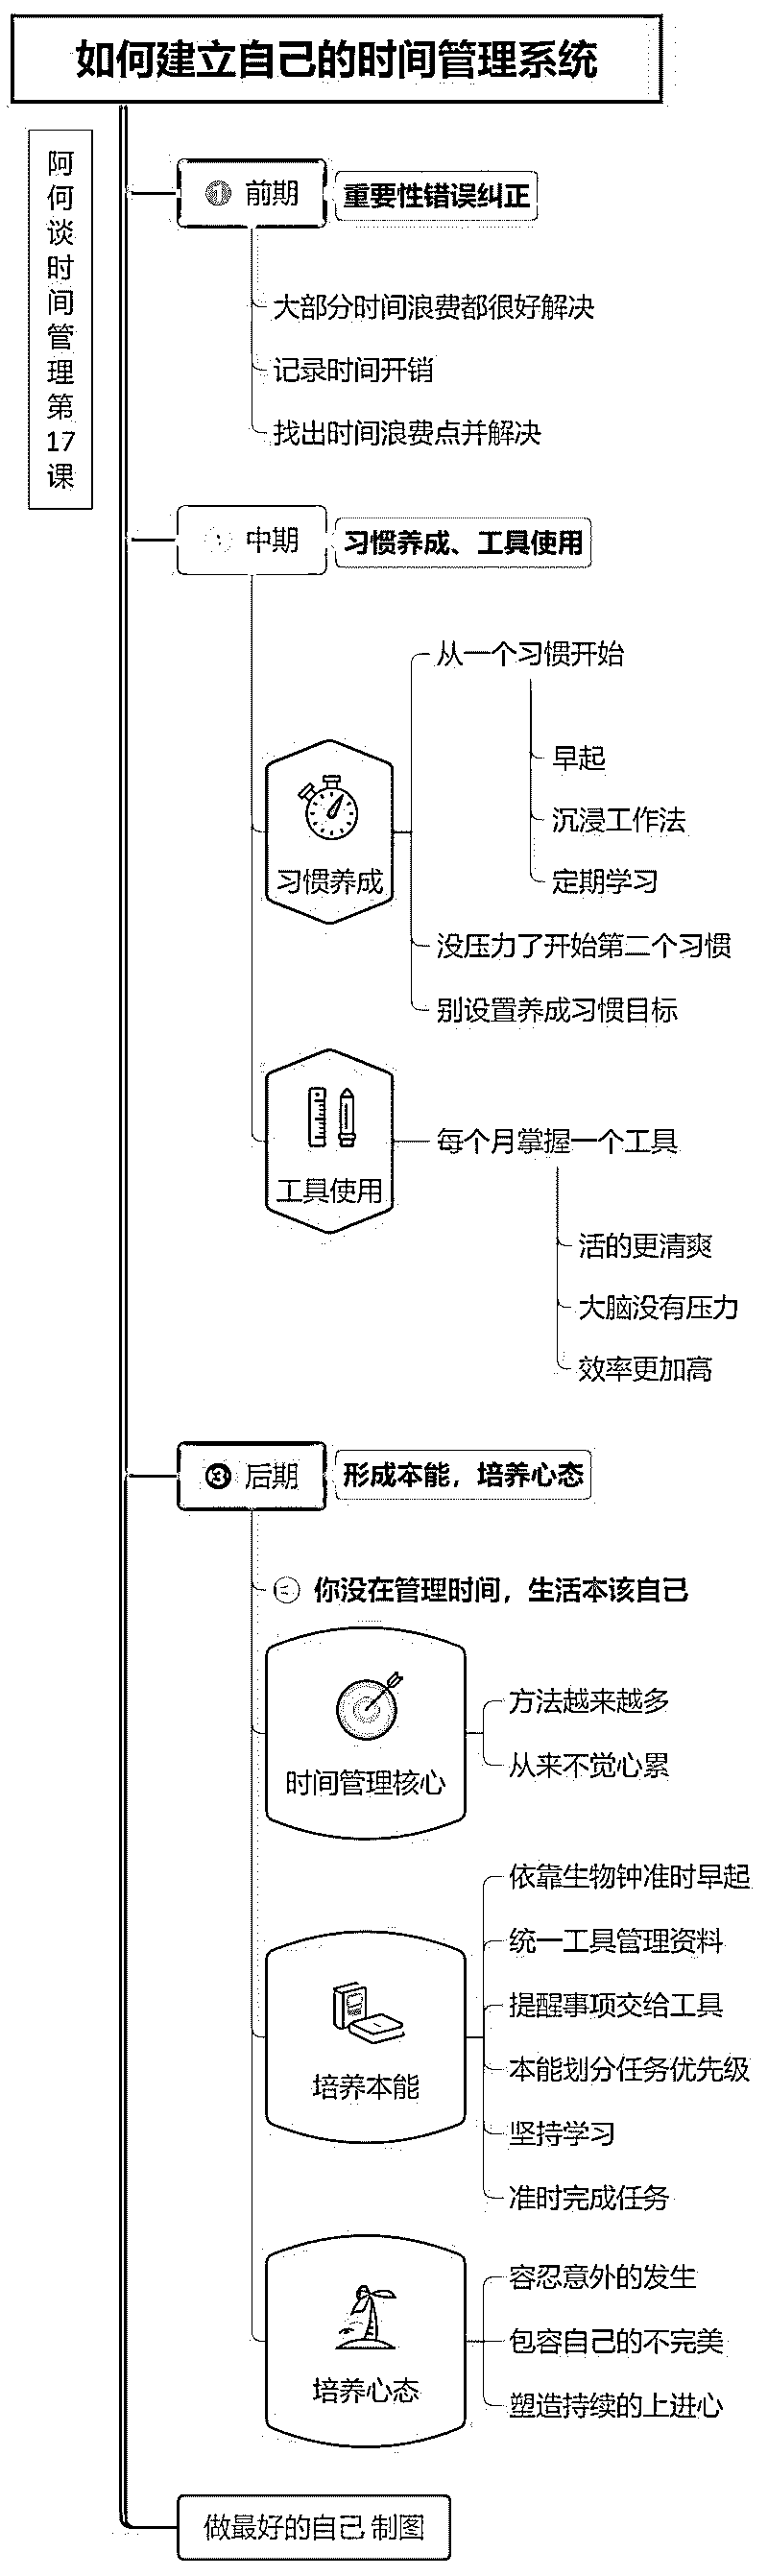 如何建立自己的时间管理系统
阿何谈时间管理第17课
① 前期
重要性错误纠正
大部分时间浪费都很好解决
记录时间开销
找出时间浪费点并解决
中期
习惯养成、工具使用
习惯养成
从一个习惯开始
早起
沉浸工作法
定期学习
没压力了开始第二个习惯
别设置养成习惯目标
工具使用
每个月掌握一个工具
活的更清爽
大脑没有压力
效率更加高
③ 后期
形成本能，培养心态
你没在管理时间，生活本该自己
时间管理核心
方法越来越多
从来不觉心累
培养本能
依靠生物钟准时早起
统一工具管理资料
提醒事项交给工具
本能划分任务优先级
坚持学习
准时完成任务
培养心态
容忍意外的发生
包容自己的不完美
塑造持续的上进心
做最好的自己 制图